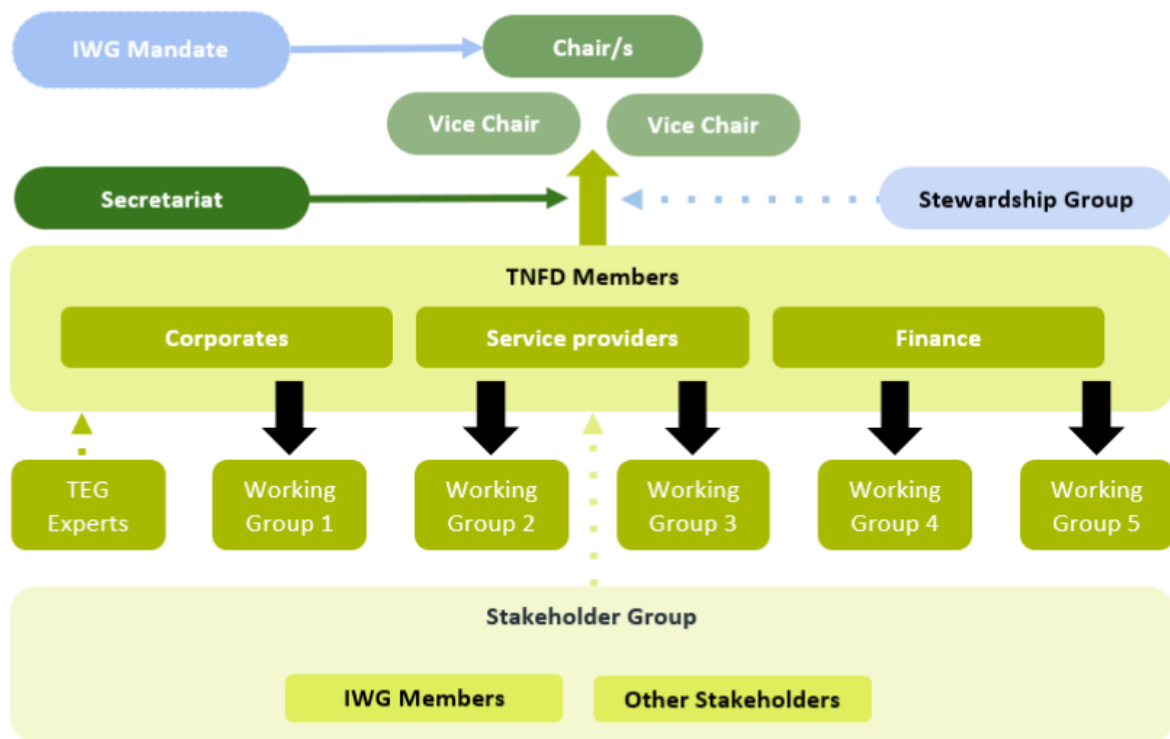 IWG Mandate
Chair/s
Vice Chair
Vice Chair
Secretariat
Stewardship Group
TNFD Members
Corporates
Service providers
Finance
TEG
Experts
Working
Group 1
Working
Group 2
Working
Group 3
Working
Group 4
Working
Group 5
Stakeholder Group
IWG Members
Other Stakeholders